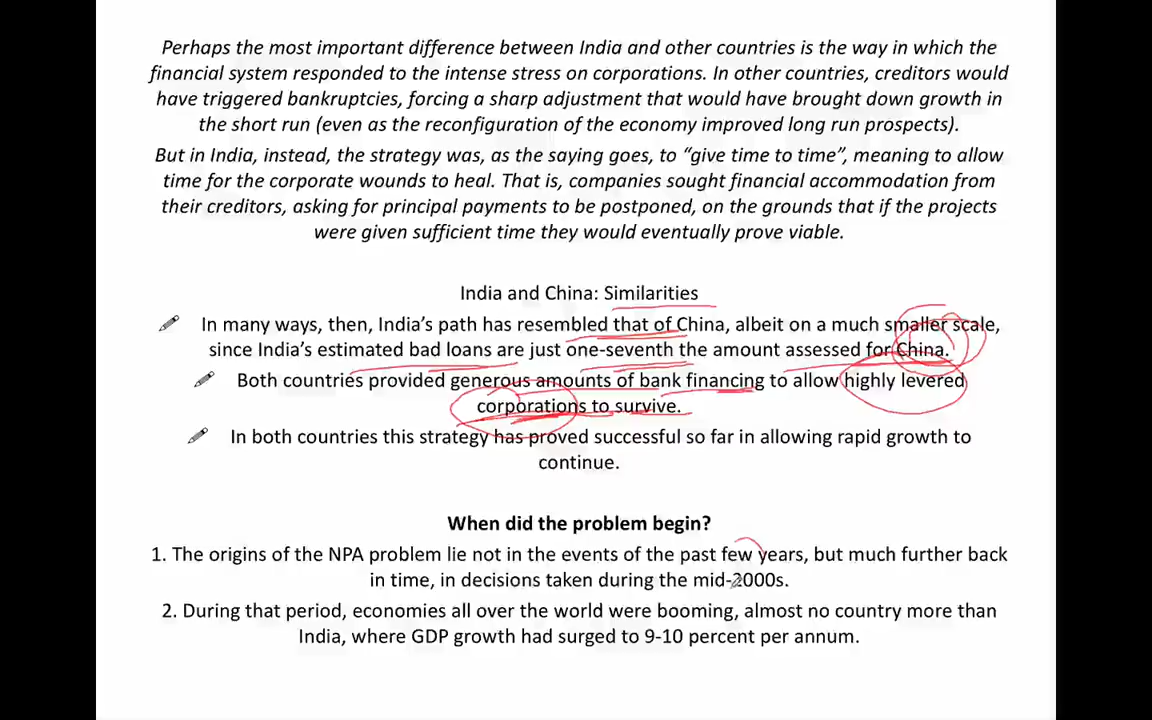 Perhaps the most important difference between India and other countries is the way in which the
financial system responded to the intense stress on corporations. In other countries, creditors would
have triggered bankruptcies, forcing a sharp adjustment that would have brought down growth in
the short run (even as the reconfiguration of the economy improved long run prospects).
But in India, instead, the strategy was, as the saying goes, to “give time to time”, meaning to allow
time for the corporate wounds to heal. That is, companies sought financial accommodation from
their creditors, asking for principal payments to be postponed, on the grounds that if the projects
were given sufficient time they would eventually prove viable.
India and China: Similarities
In many ways, then, India’s path has resembled that of China, albeit on a much smaller scale,
since India’s estimated bad loans are just one-seventh the amount assessed for China.
Both countries provided generous amounts of bank financing to allow highly levered
corporations to survive.
In both countries this strategy has proved successful so far in allowing rapid growth to
continue.
When did the problem begin?
1. The origins of the NPA problem lie not in the events of the past few years, but much further back
in time, in decisions taken during the mid-2000s.
2. During that period, economies all over the world were booming, almost no country more than
India, where GDP growth had surged to 9-10 percent per annum.